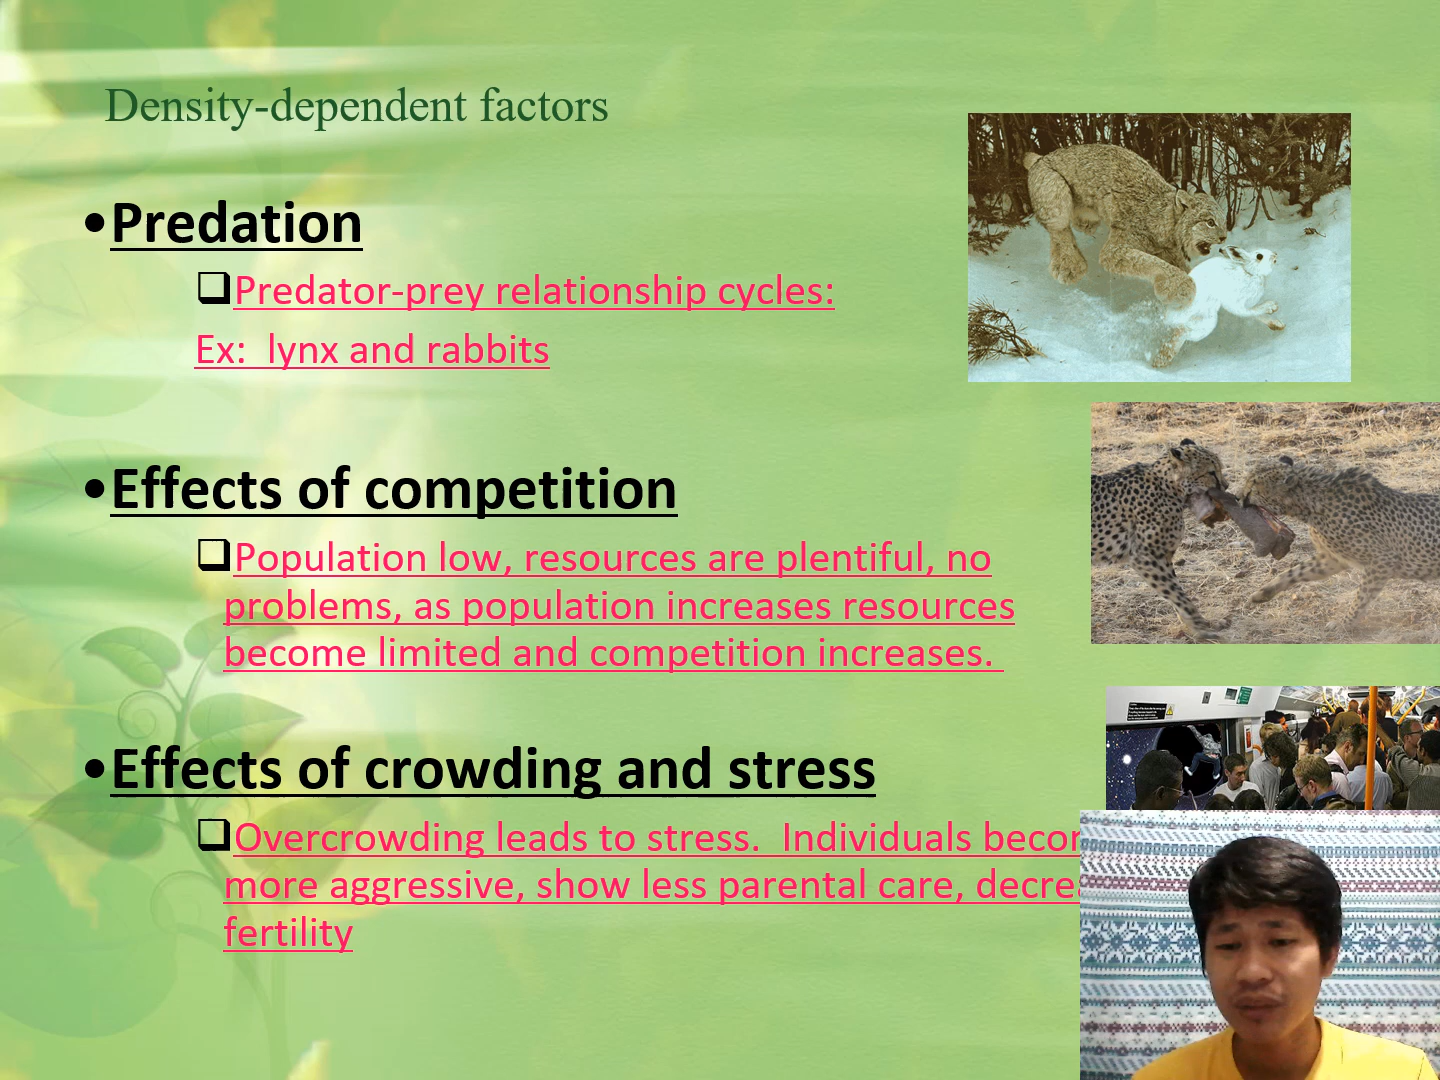 Density-dependent factors
•Predation
❑Predator-prey relationship cycles:
Ex:  lynx and rabbits
•Effects of competition
❑Population low, resources are plentiful, no
problems, as population increases resources
become limited and competition increases.
•Effects of crowding and stress
❑Overcrowding leads to stress.  Individuals
more aggressive, show less parental care,
fertility